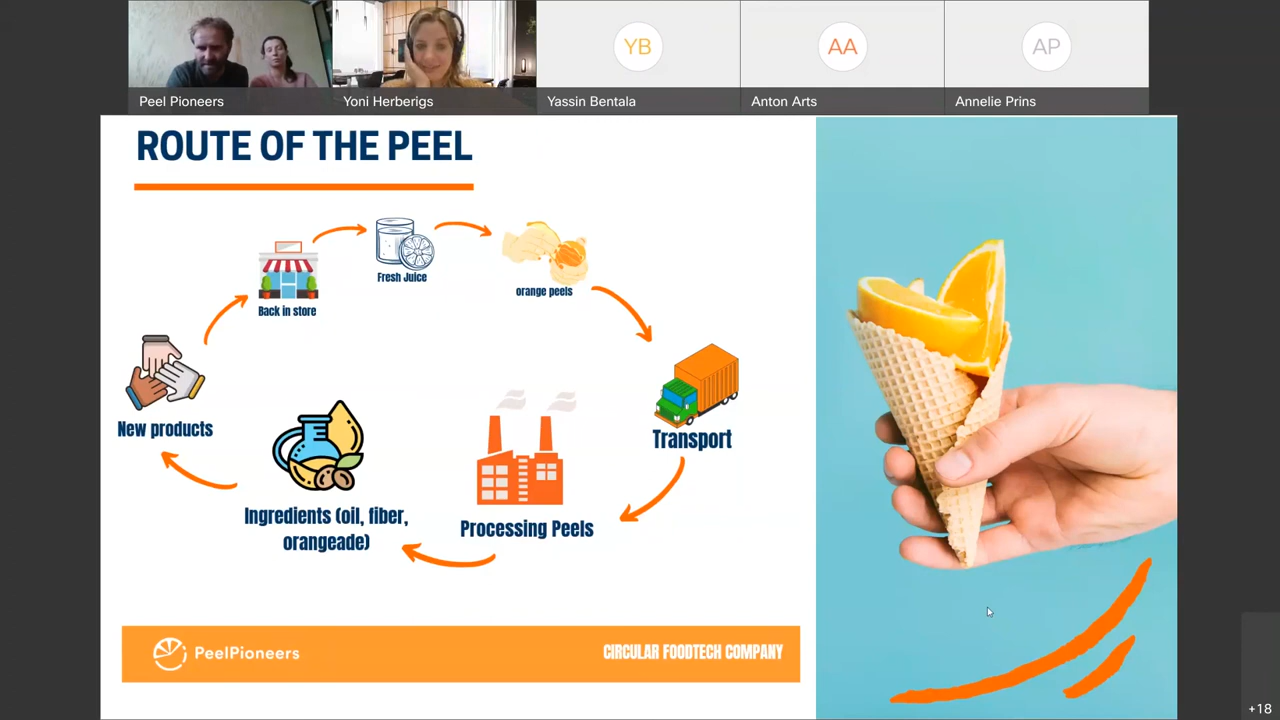 YB
AA
AP
Peel Pioneers
Yoni Herberigs
Yassin Bentala
Anton Arts
Annelie Prins
ROUTE OF THE PEEL
Fresh Juice
orange peels
Back in store
Transport
New products
Ingredients (oil, fiber,
orangeade)
Processing Peels
PeelPioneers
CIRCULAR FOODTECH COMPANY
+18